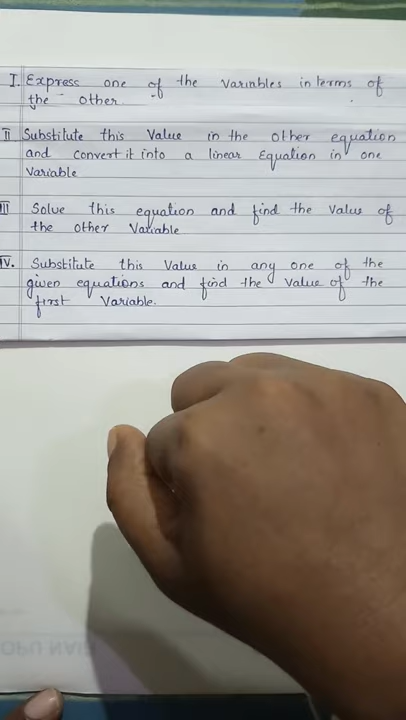 I. Express one of the variables in terms of
the other
II Substitute this Value in the other equation
and convert it into a linear Equation in one
Variable
III Solve this equation and find the Value of
the other Variable
IV. Substitute this Value in any one of the
given equations and find the Value of the
first Variable.